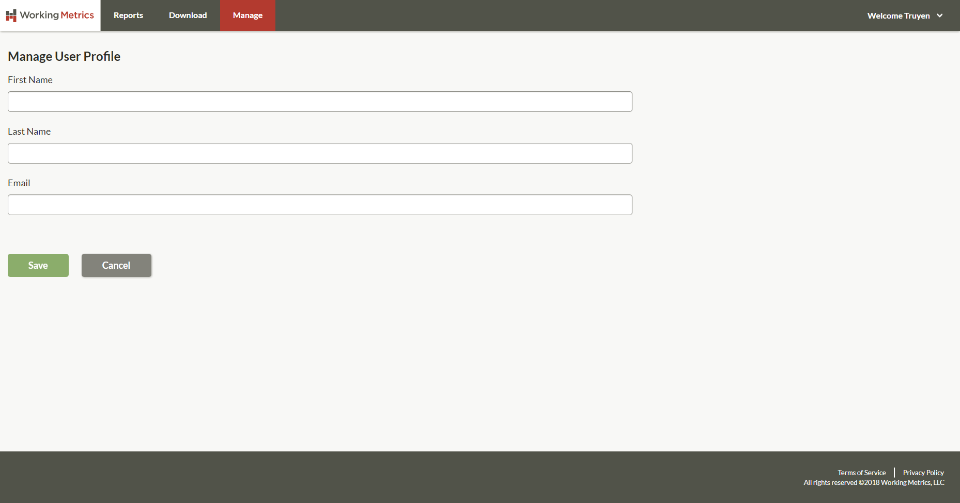 Working Metrics
Reports
Download
Manage
Welcome Truyen
Manage User Profile
First Name
Last Name
Email
Save
Cancel
Terms of Service
Privacy Policy
All rights reserved ©2018 Working Metrics, LLC